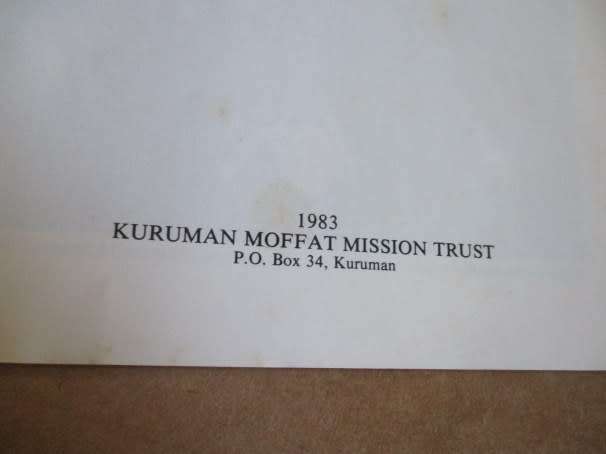 1983
KURUMAN MOFFAT MISSION TRUST
P.O. Box 34, Kuruman